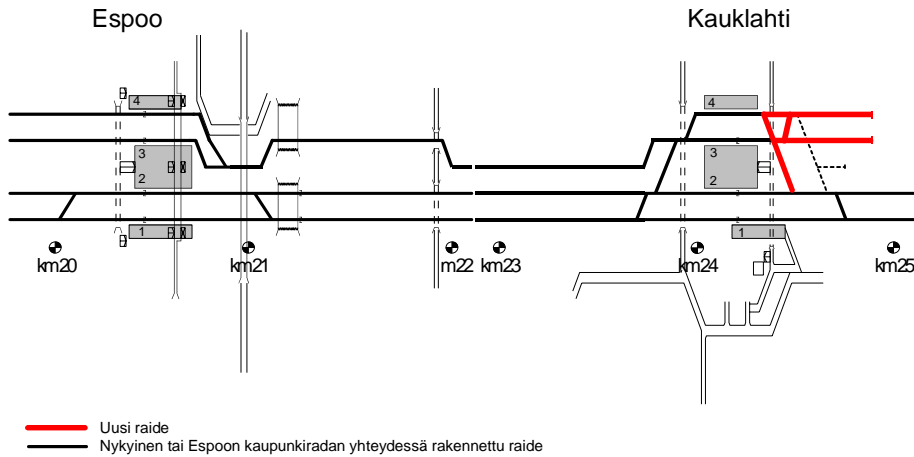 Espoo
Kauklahti
4
4
3
2
3
2
1
1
km20
km21
m22
km23
km24
km25
Uusi raide
Nykyinen tai Espoon kaupunkiradan yhteydessä rakennettu raide